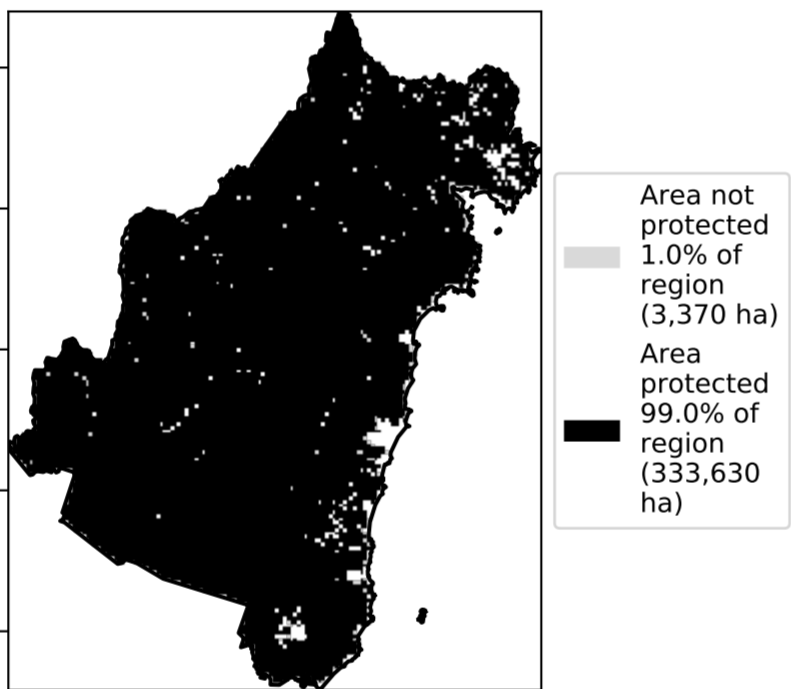 Area not
protected
1.0% of
region
(3,370 ha)
Area
protected
99.0% of
region
(333,630
ha)